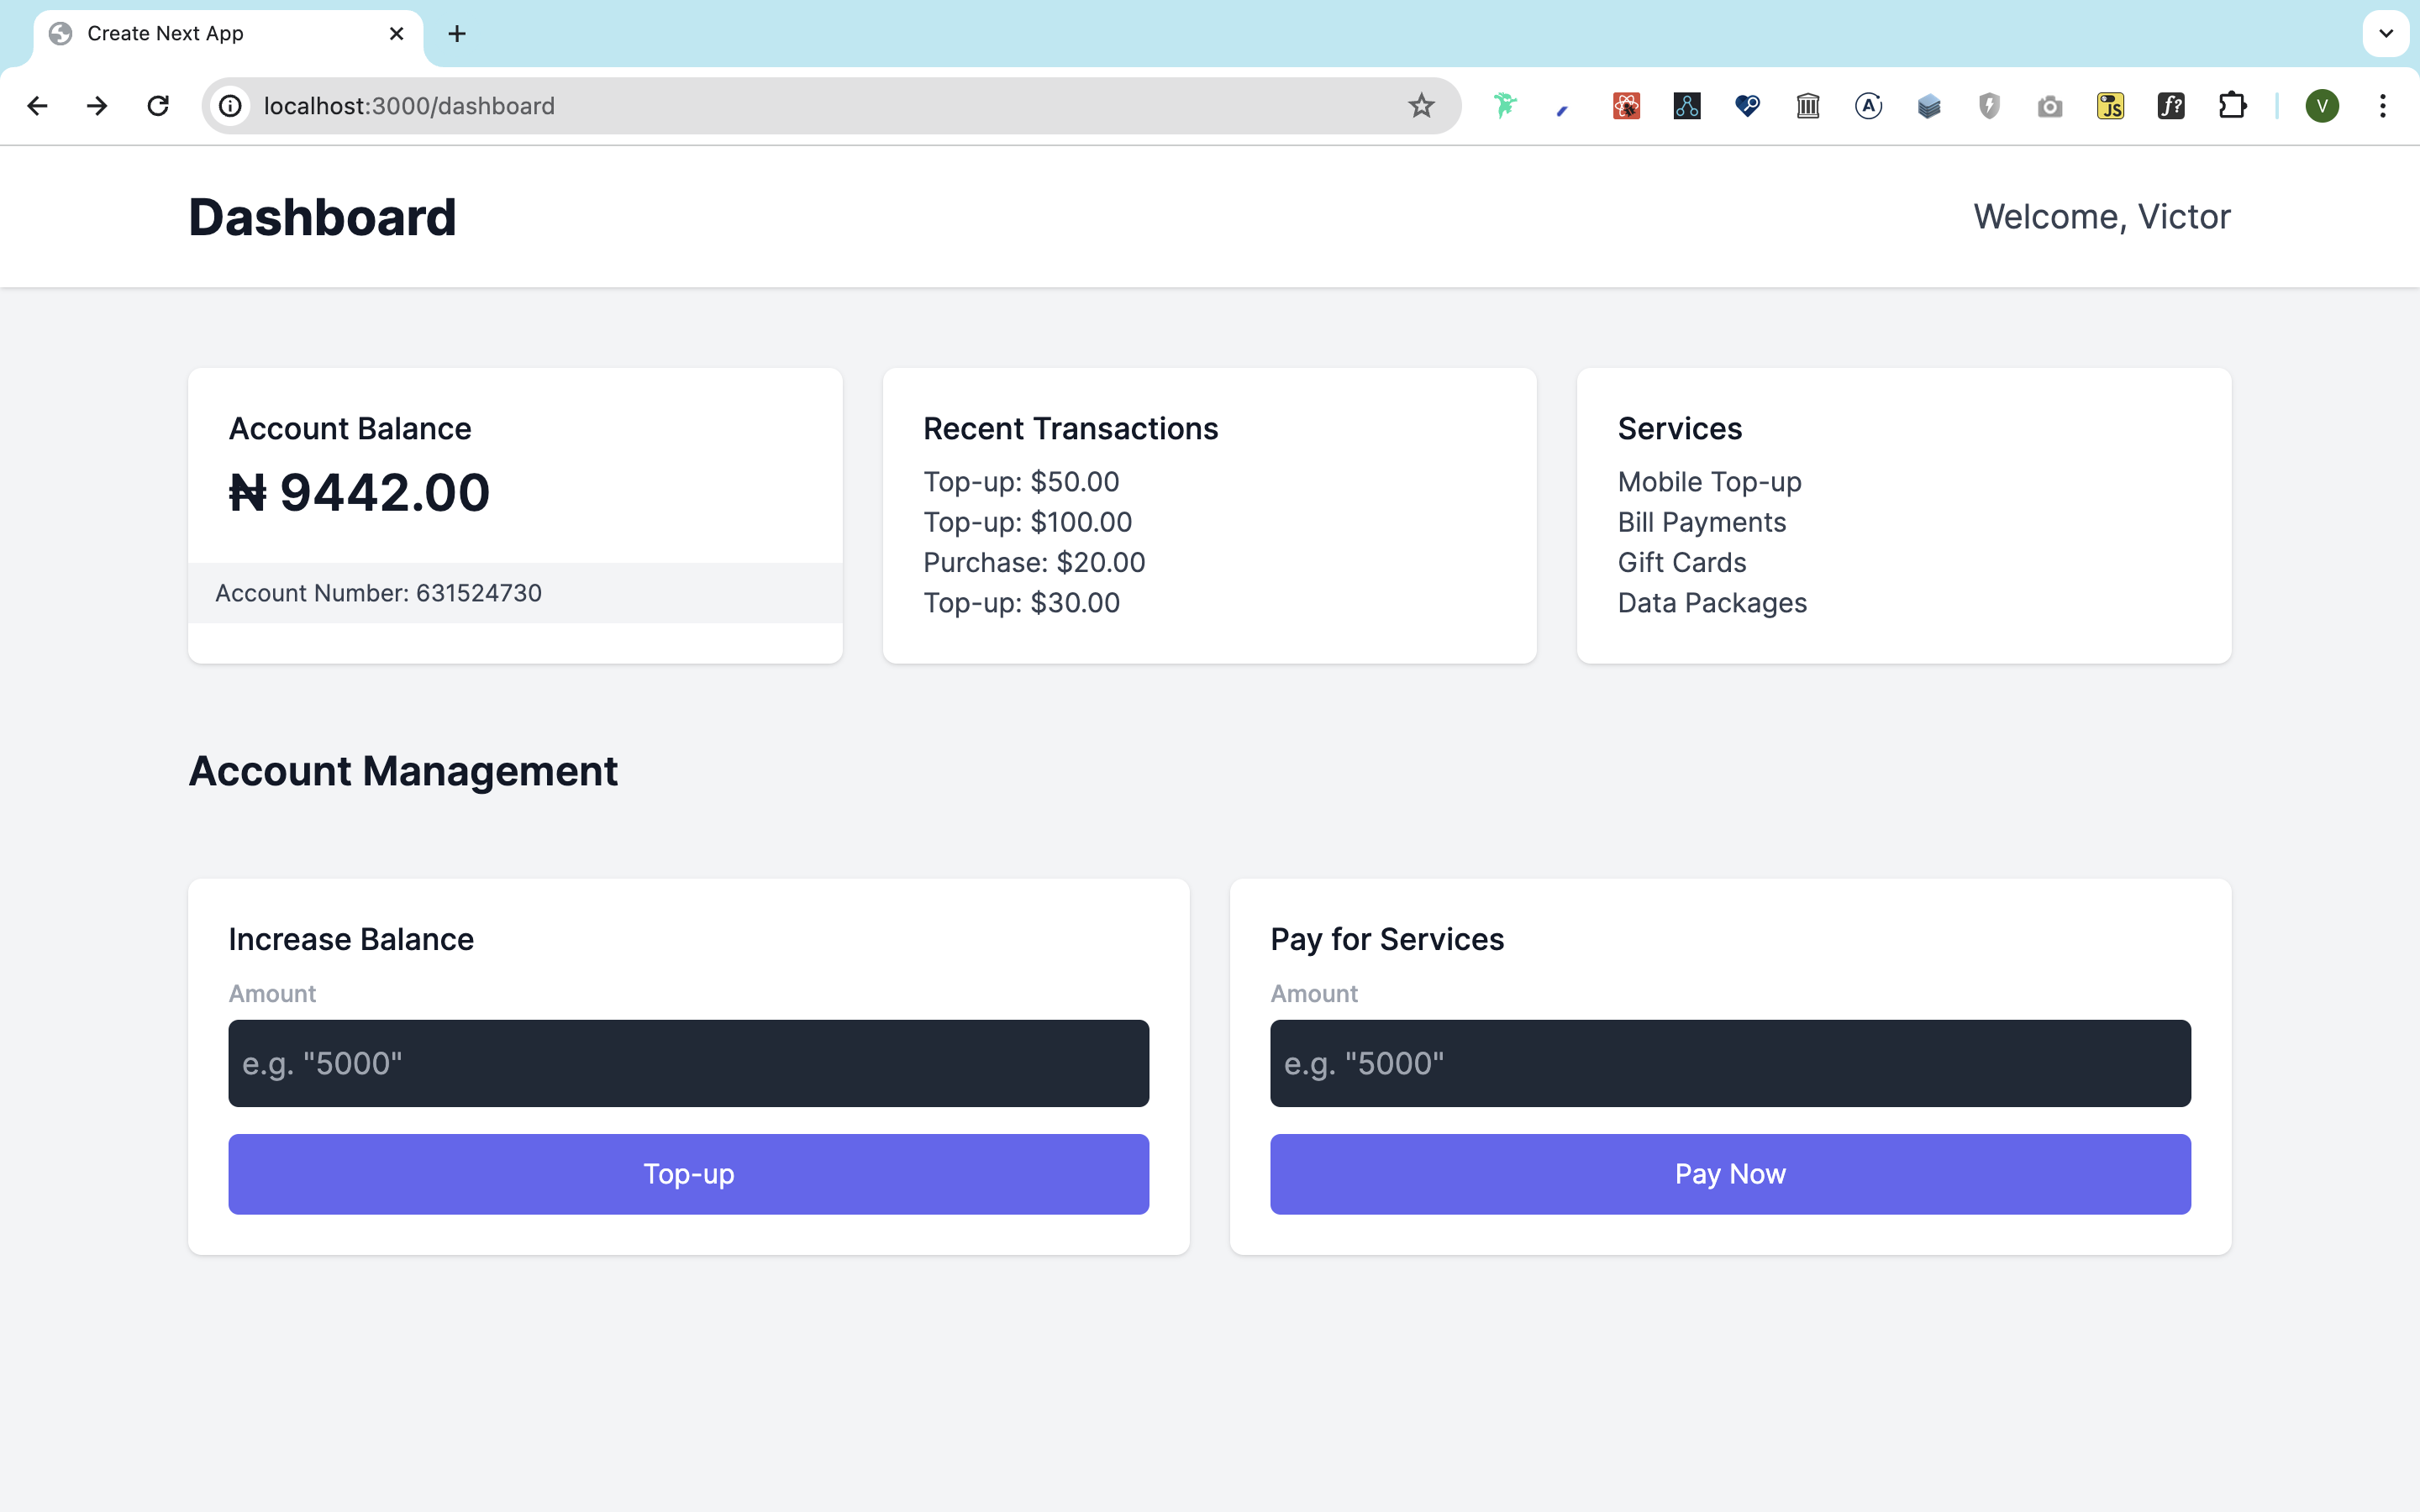 Create Next App
localhost:3000/dashboard
A
JS
f?
V
Dashboard
Welcome, Victor
Account Balance
₦ 9442.00
Account Number: 631524730
Recent Transactions
Top-up: $50.00
Top-up: $100.00
Purchase: $20.00
Top-up: $30.00
Services
Mobile Top-up
Bill Payments
Gift Cards
Data Packages
Account Management
Increase Balance
Amount
e.g. "5000"
Top-up
Pay for Services
Amount
e.g. "5000"
Pay Now